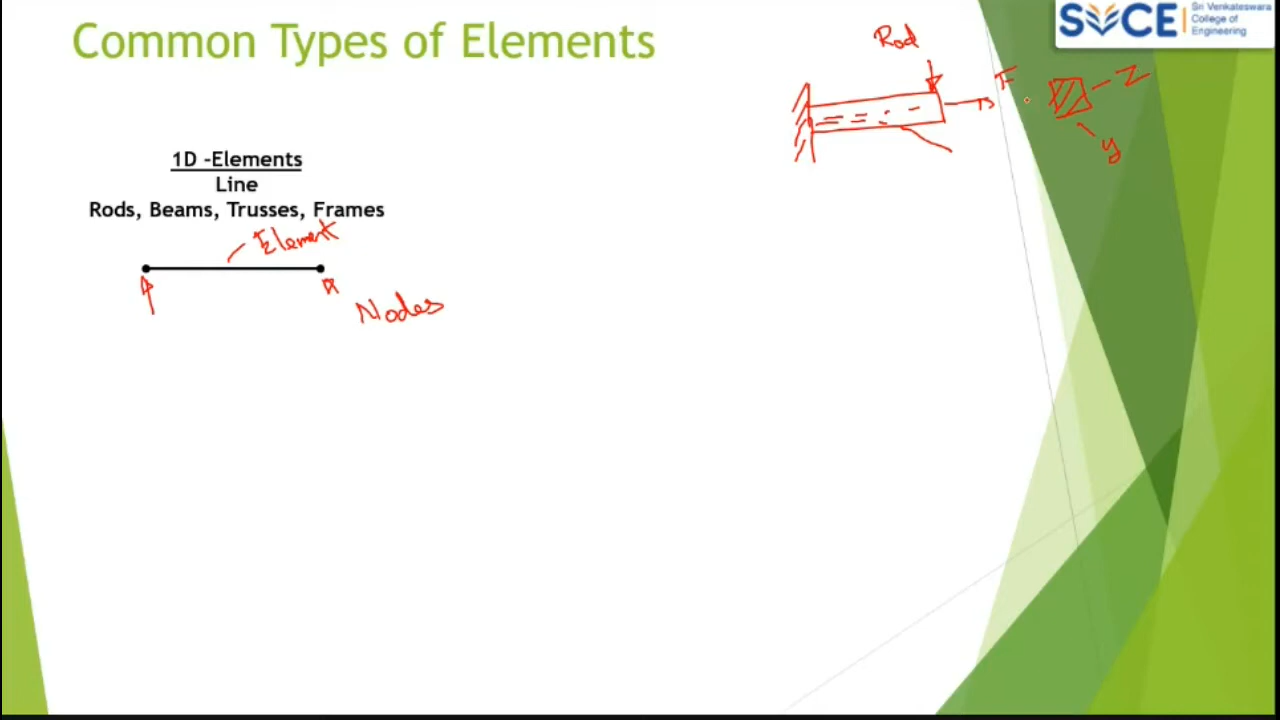 Common Types of Elements
SVCE
Sri Venkateswara
College of
Engineering
Rod
F
Z
y
1D -Elements
Line
Rods, Beams, Trusses, Frames
Element
Nodes